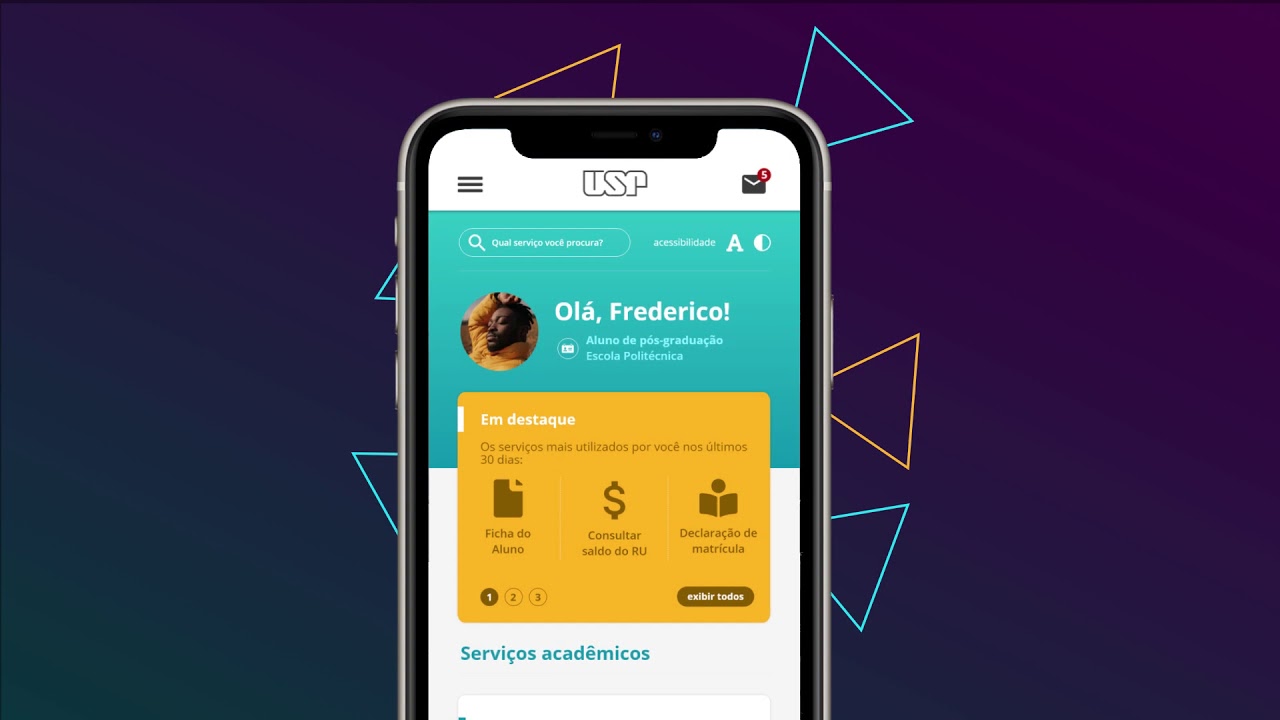 USP
5
Qual serviço você procura?
acessibilidade A
Olá, Frederico!
Aluno de pós-graduação
Escola Politécnica
Em destaque
Os serviços mais utilizados por você nos últimos
30 dias:
Ficha do
Aluno
$
Consultar
saldo do RU
Declaração de
matrícula
1 2 3
exibir todos
Serviços acadêmicos